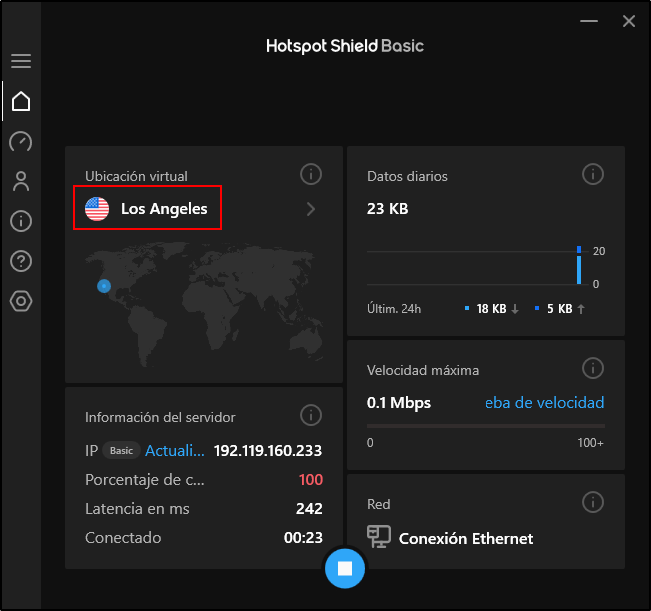 Hotspot Shield Basic
Ubicación virtual
Los Angeles
Datos diarios
23 KB
20
0
Últim. 24h
18 KB ↓
5 KB ↑
Velocidad máxima
0.1 Mbps
eba de velocidad
0
100+
Información del servidor
IP Basic Actuali... 192.119.160.233
Porcentaje de c... 100
Latencia en ms 242
Conectado 00:23
Red
Conexión Ethernet